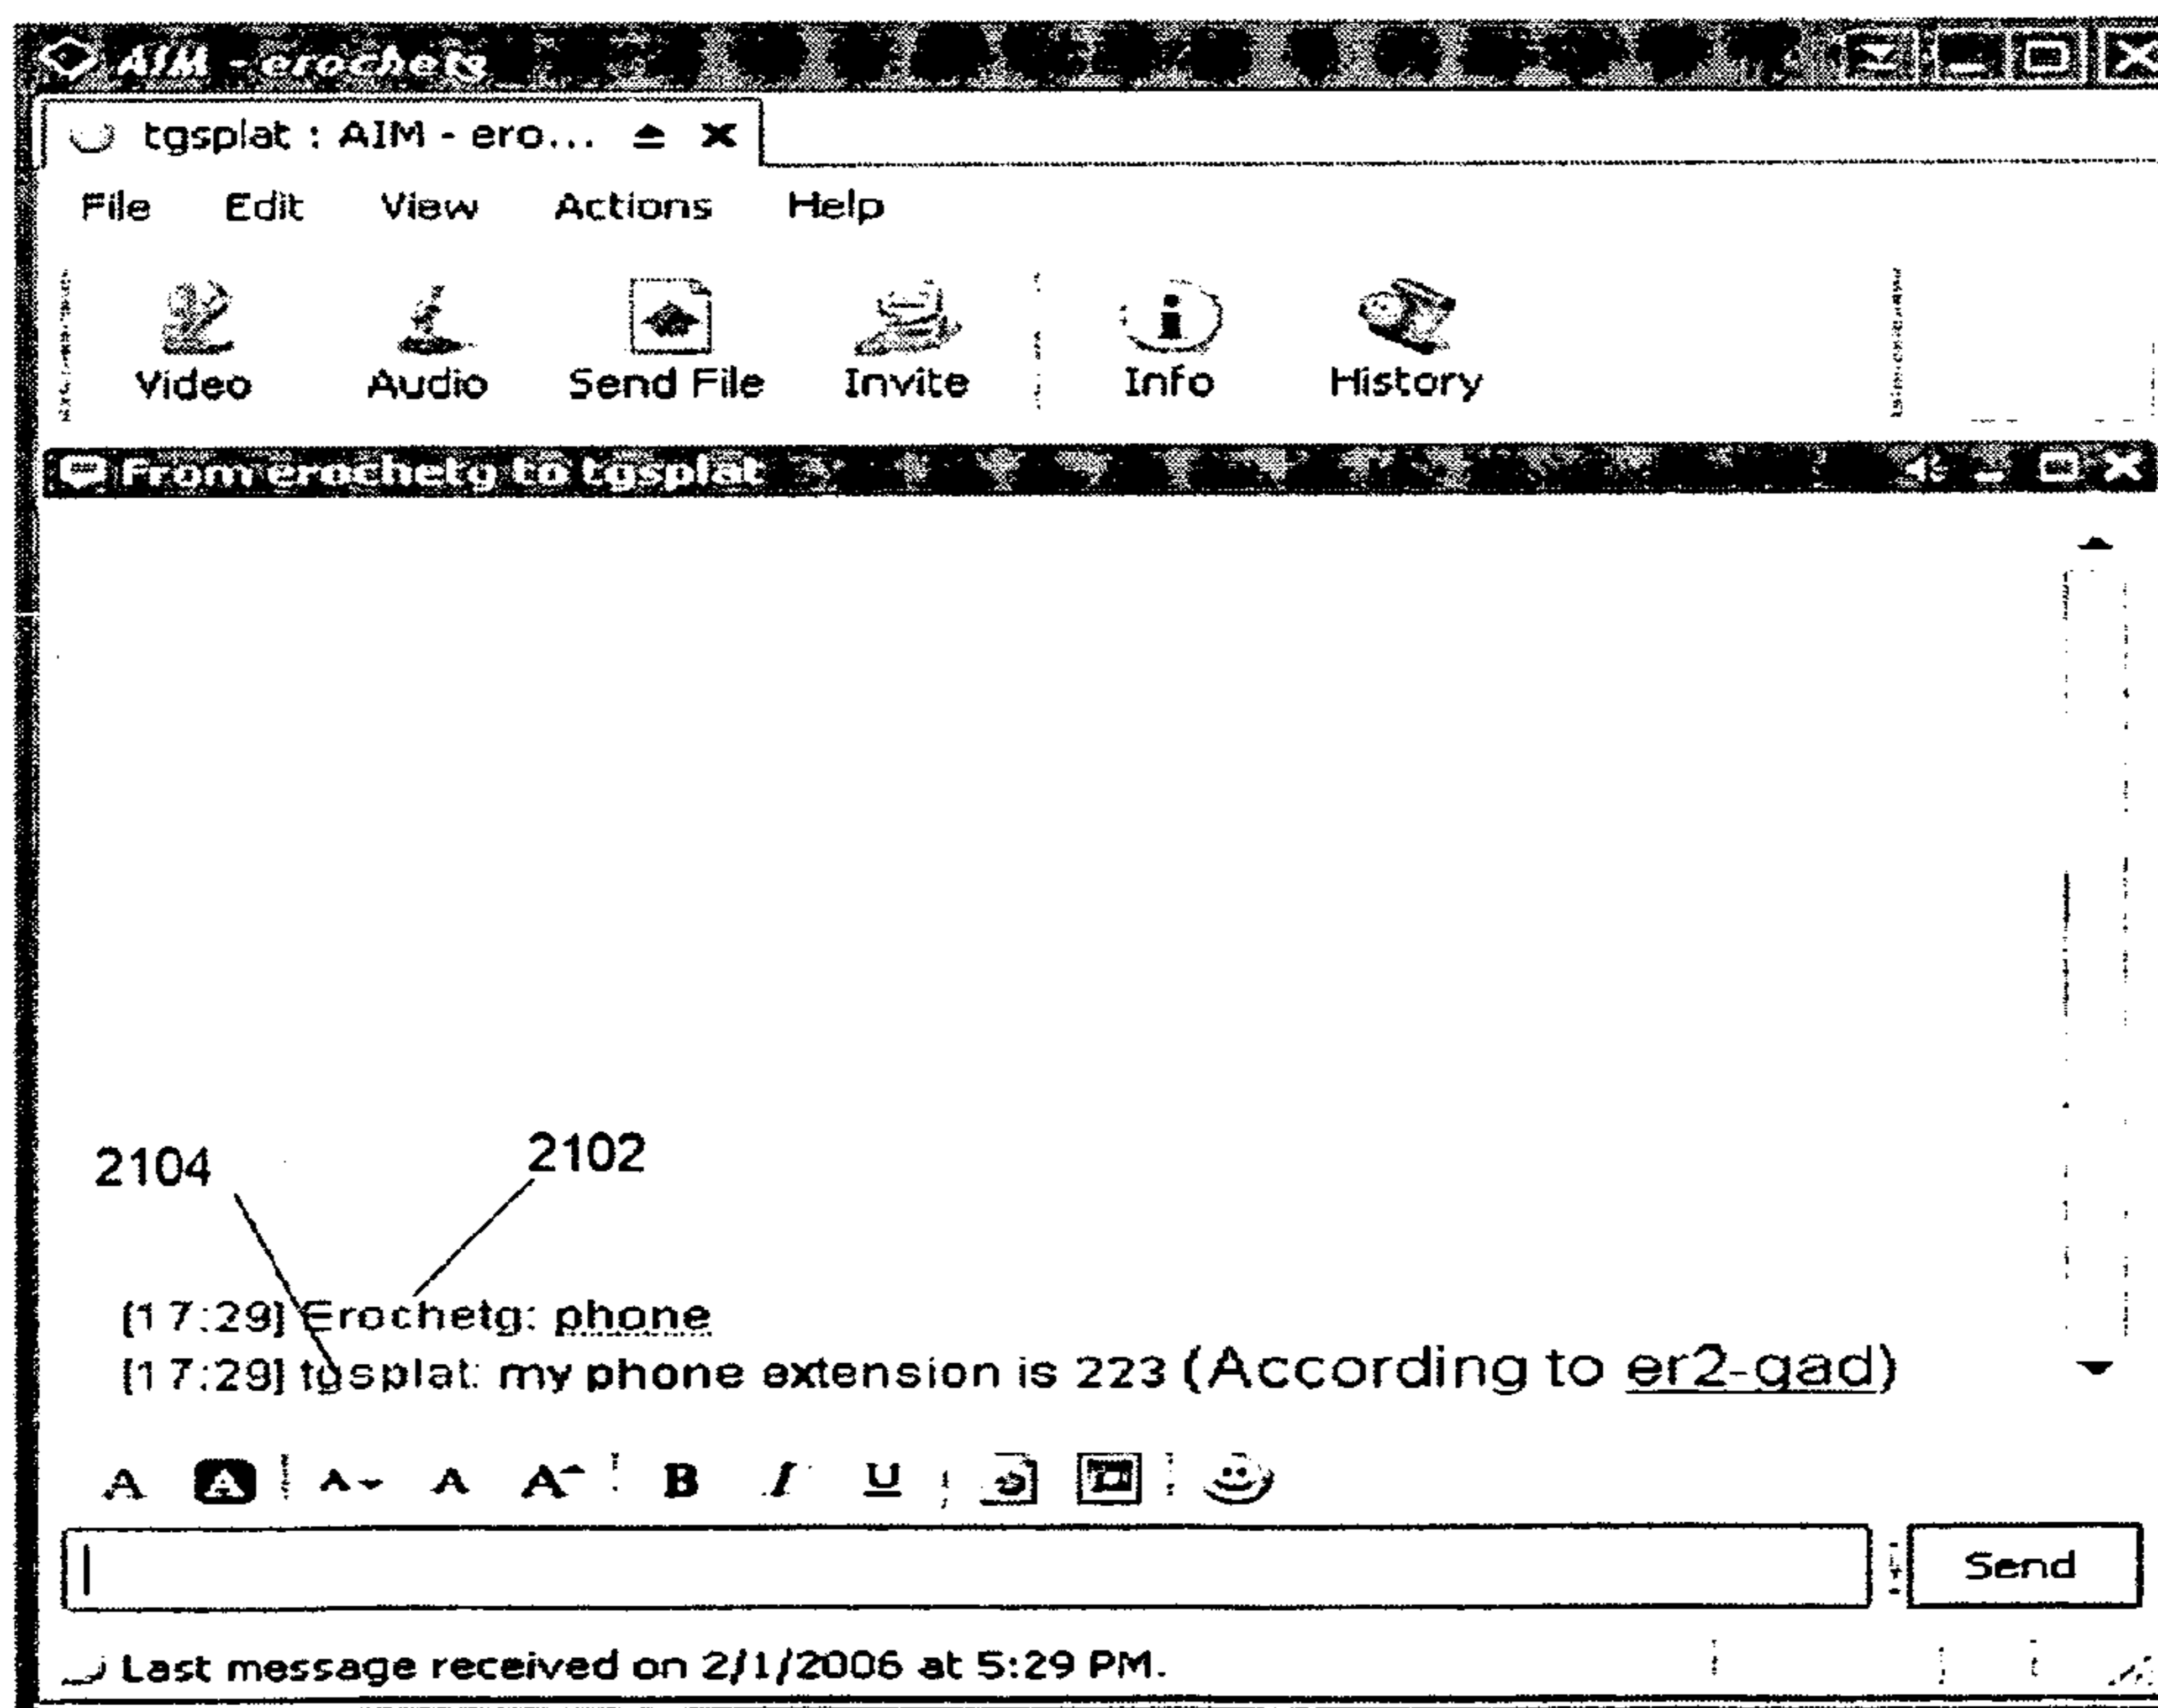 AIM - erochetg
tgsplat : AIM - ero...
File Edit View Actions Help
Video Audio Send File Invite Info History
From erochetg to tgsplat
2104 2102
[17:29] Erochetg: phone
[17:29] tgsplat: my phone extension is 223 (According to er2-gad)
A A A A A B I U
Send
Last message received on 2/1/2006 at 5:29 PM.